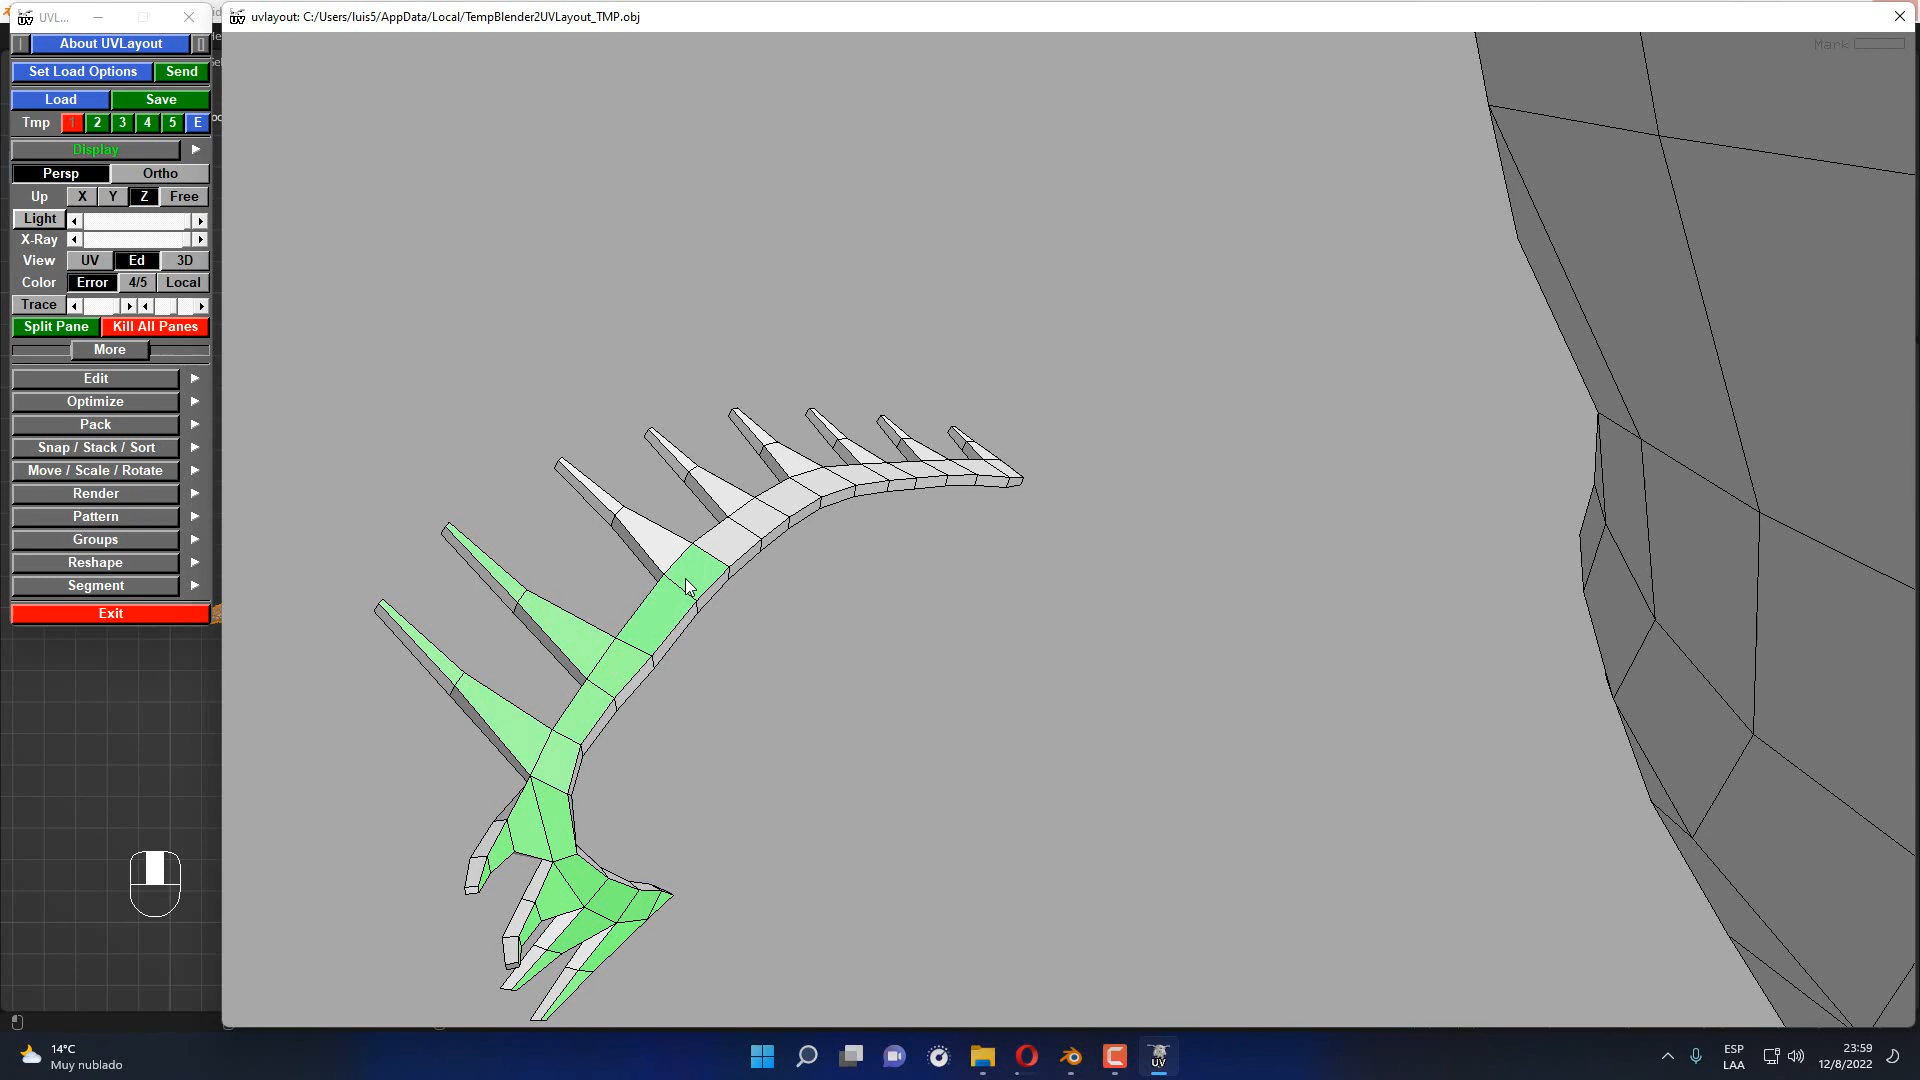 UVL...
uvlayout: C:/Users/luis5/AppData/Local/TempBlender2UVLayout_TMP.obj
About UVLayout
Set Load Options Send
Load Save
Tmp 1 2 3 4 5 E
Display
Persp Ortho
Up X Y Z Free
Light
X-Ray
View UV Ed 3D
Color Error 4/5 Local
Trace
Split Pane Kill All Panes
More
Edit
Optimize
Pack
Snap / Stack / Sort
Move / Scale / Rotate
Render
Pattern
Groups
Reshape
Segment
Exit
Mark
14°C
Muy nublado
UV
ESP
LAA
23:59
12/8/2022